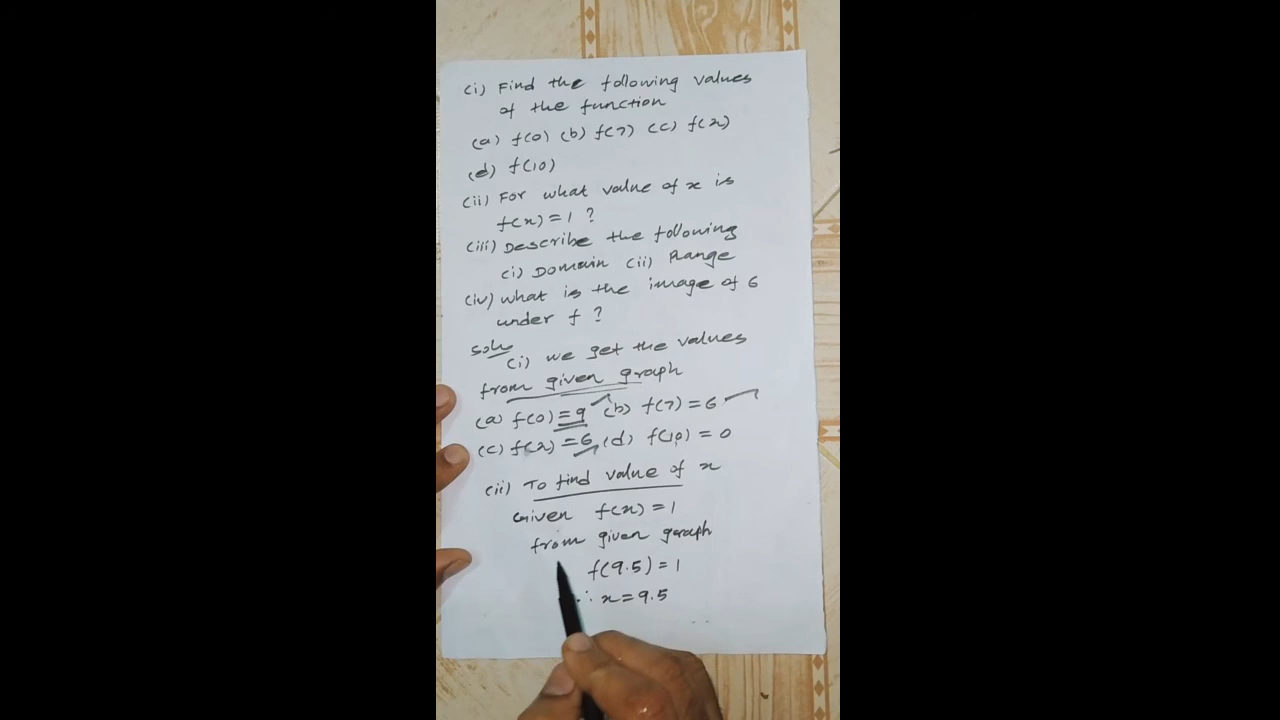 (i) Find the following values
of the function
(a) f(0) (b) f(7) (c) f(2)
(d) f(10)
(ii) For what value of x is
f(x) = 1 ?
(iii) Describe the following
(i) Domain (ii) Range
(iv) what is the image of 6
under f ?
Soln
(i) we get the values
from given graph
(a) f(0) = 9 (b) f(7) = 6
(c) f(2) = 6 (d) f(10) = 0
(ii) To find value of x
Given f(x) = 1
from given graph
f(9.5) = 1
∴ x = 9.5